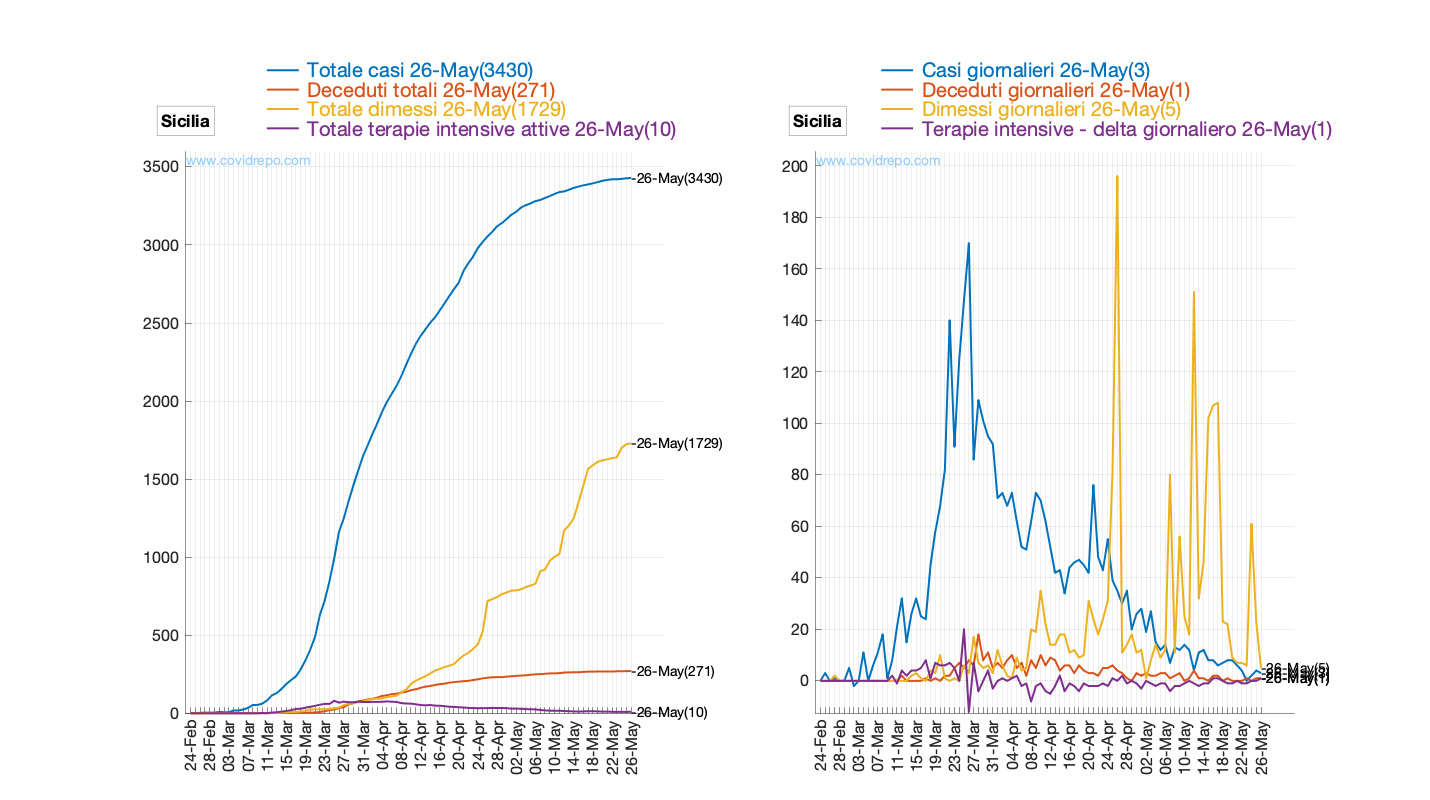 Totale casi 26-May(3430)
Deceduti totali 26-May(271)
Totale dimessi 26-May(1729)
Totale terapie intensive attive 26-May(10)
Sicilia
www.covidrepo.com
3500
3000
2500
2000
1500
1000
500
0
-26-May(3430)
-26-May(1729)
-26-May(271)
-26-May(10)
24-Feb
28-Feb
03-Mar
07-Mar
11-Mar
15-Mar
19-Mar
23-Mar
27-Mar
31-Mar
04-Apr
08-Apr
12-Apr
16-Apr
20-Apr
24-Apr
28-Apr
02-May
06-May
10-May
14-May
18-May
22-May
26-May
Casi giornalieri 26-May(3)
Deceduti giornalieri 26-May(1)
Dimessi giornalieri 26-May(5)
Terapie intensive - delta giornaliero 26-May(1)
Sicilia
www.covidrepo.com
200
180
160
140
120
100
80
60
40
20
0
-26-May(5)
-26-May(1)
24-Feb
28-Feb
03-Mar
07-Mar
11-Mar
15-Mar
19-Mar
23-Mar
27-Mar
31-Mar
04-Apr
08-Apr
12-Apr
16-Apr
20-Apr
24-Apr
28-Apr
02-May
06-May
10-May
14-May
18-May
22-May
26-May